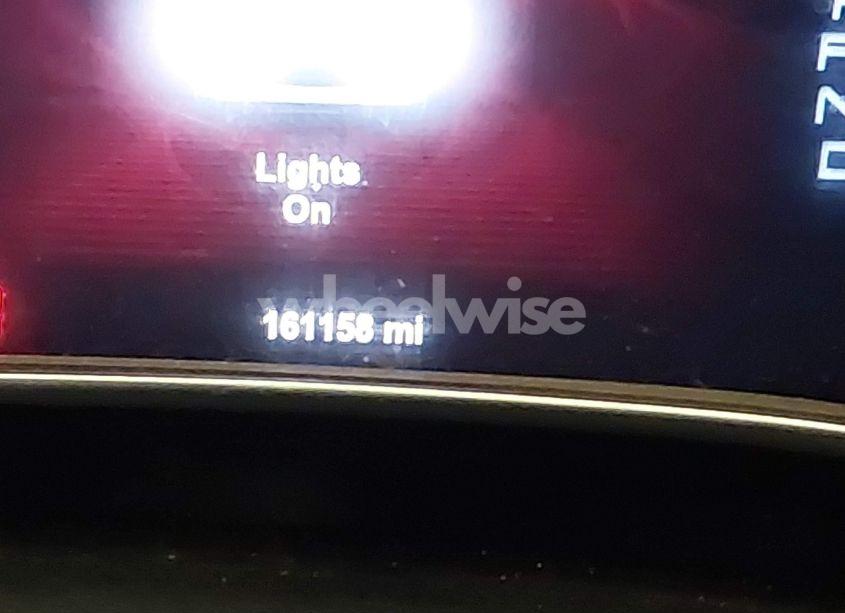 R
N
D
Lights
On
wheelwise
161158 mi